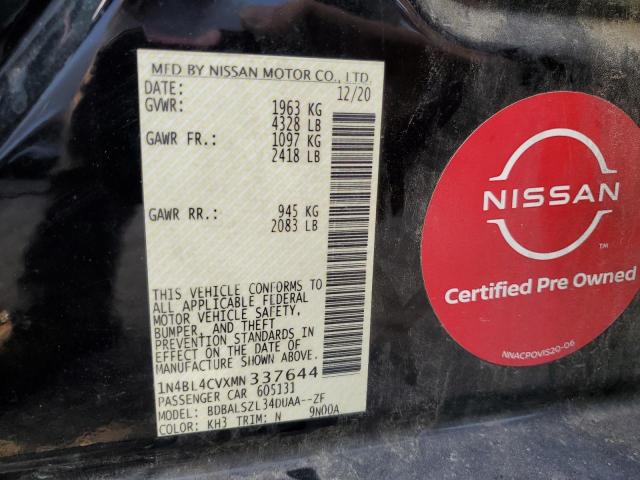 MFD BY NISSAN MOTOR CO., LTD.
DATE: 12/20
GVWR: 1963 KG
4328 LB
GAWR FR.: 1097 KG
2418 LB
GAWR RR.: 945 KG
2083 LB
THIS VEHICLE CONFORMS TO
ALL APPLICABLE FEDERAL
MOTOR VEHICLE SAFETY,
BUMPER, AND THEFT
PREVENTION STANDARDS IN
EFFECT ON THE DATE OF
MANUFACTURE SHOWN ABOVE.
1N4BL4CVXMN337644
PASSENGER CAR 605131
MODEL: BDBALSZL34DUAA--ZF
COLOR: KH3 TRIM: N 9N00A
NISSAN
TM
Certified Pre Owned
NNACPOVIS20-06